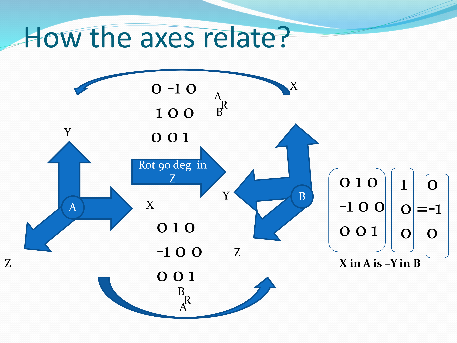 How the axes relate?
0 -1 0
1 0 0
0 0 1
A
R
B
X
Y
A
X
Z
Rot 90 deg in
Z
Y
B
Z
0 1 0
-1 0 0
0 0 1
B
R
A
0 1 0 1 0
-1 0 0 0 =-1
0 0 1 0 0
X in A is -Y in B